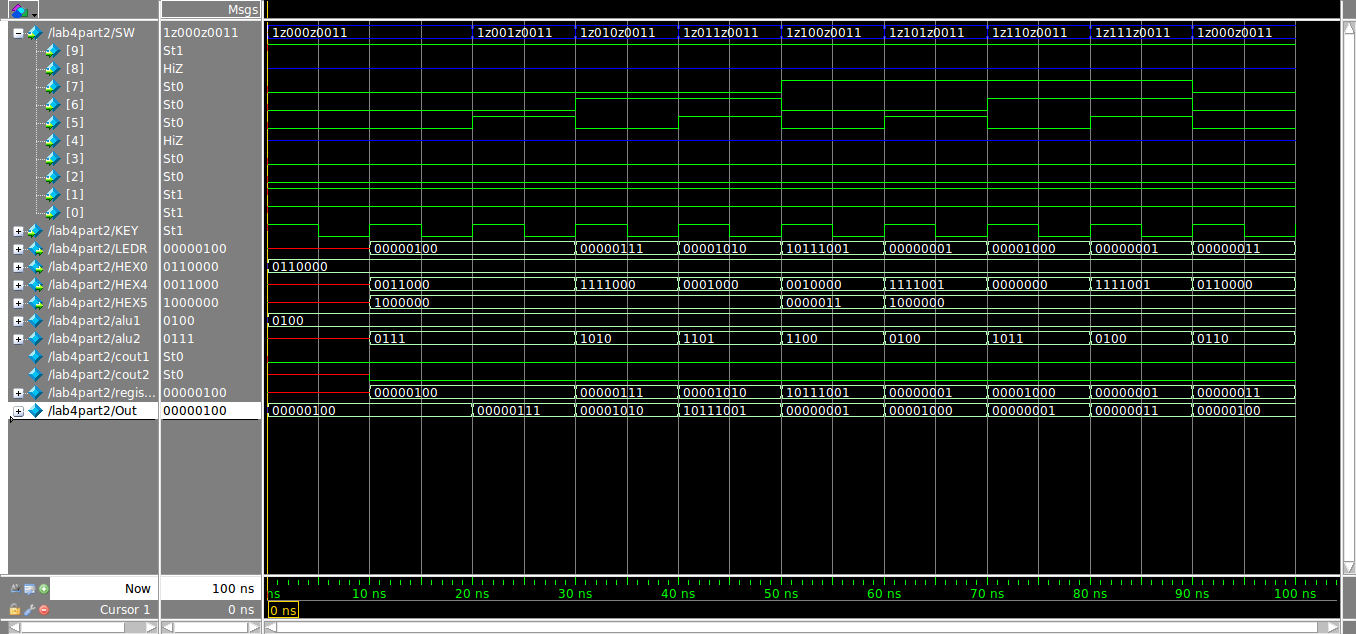 Msgs
/lab4part2/SW 1z000z0011 1z000z0011 1z001z0011 1z010z0011 1z011z0011 1z100z0011 1z101z0011 1z110z0011 1z111z0011 1z000z0011
[9] St1
[8] HiZ
[7] St0
[6] St0
[5] St0
[4] HiZ
[3] St0
[2] St0
[1] St1
[0] St1
/lab4part2/KEY St1
/lab4part2/LEDR 00000100 00000100 00000111 00001010 10111001 00000001 00001000 00000001 00000011
/lab4part2/HEX0 0110000 0110000
/lab4part2/HEX4 0011000 0011000 1111000 0001000 0010000 1111001 0000000 1111001 0110000
/lab4part2/HEX5 1000000 1000000 0000011 1000000
/lab4part2/alu1 0100 0100
/lab4part2/alu2 0111 0111 1010 1101 1100 0100 1011 0100 0110
/lab4part2/cout1 St0
/lab4part2/cout2 St0
/lab4part2/regis... 00000100 00000100 00000111 00001010 10111001 00000001 00001000 00000001 00000011
/lab4part2/Out 00000100 00000100 00000111 00001010 10111001 00000001 00001000 00000001 00000011 00000100
Now 100 ns ns 10 ns 20 ns 30 ns 40 ns 50 ns 60 ns 70 ns 80 ns 90 ns 100 ns
Cursor 1 0 ns 0 ns